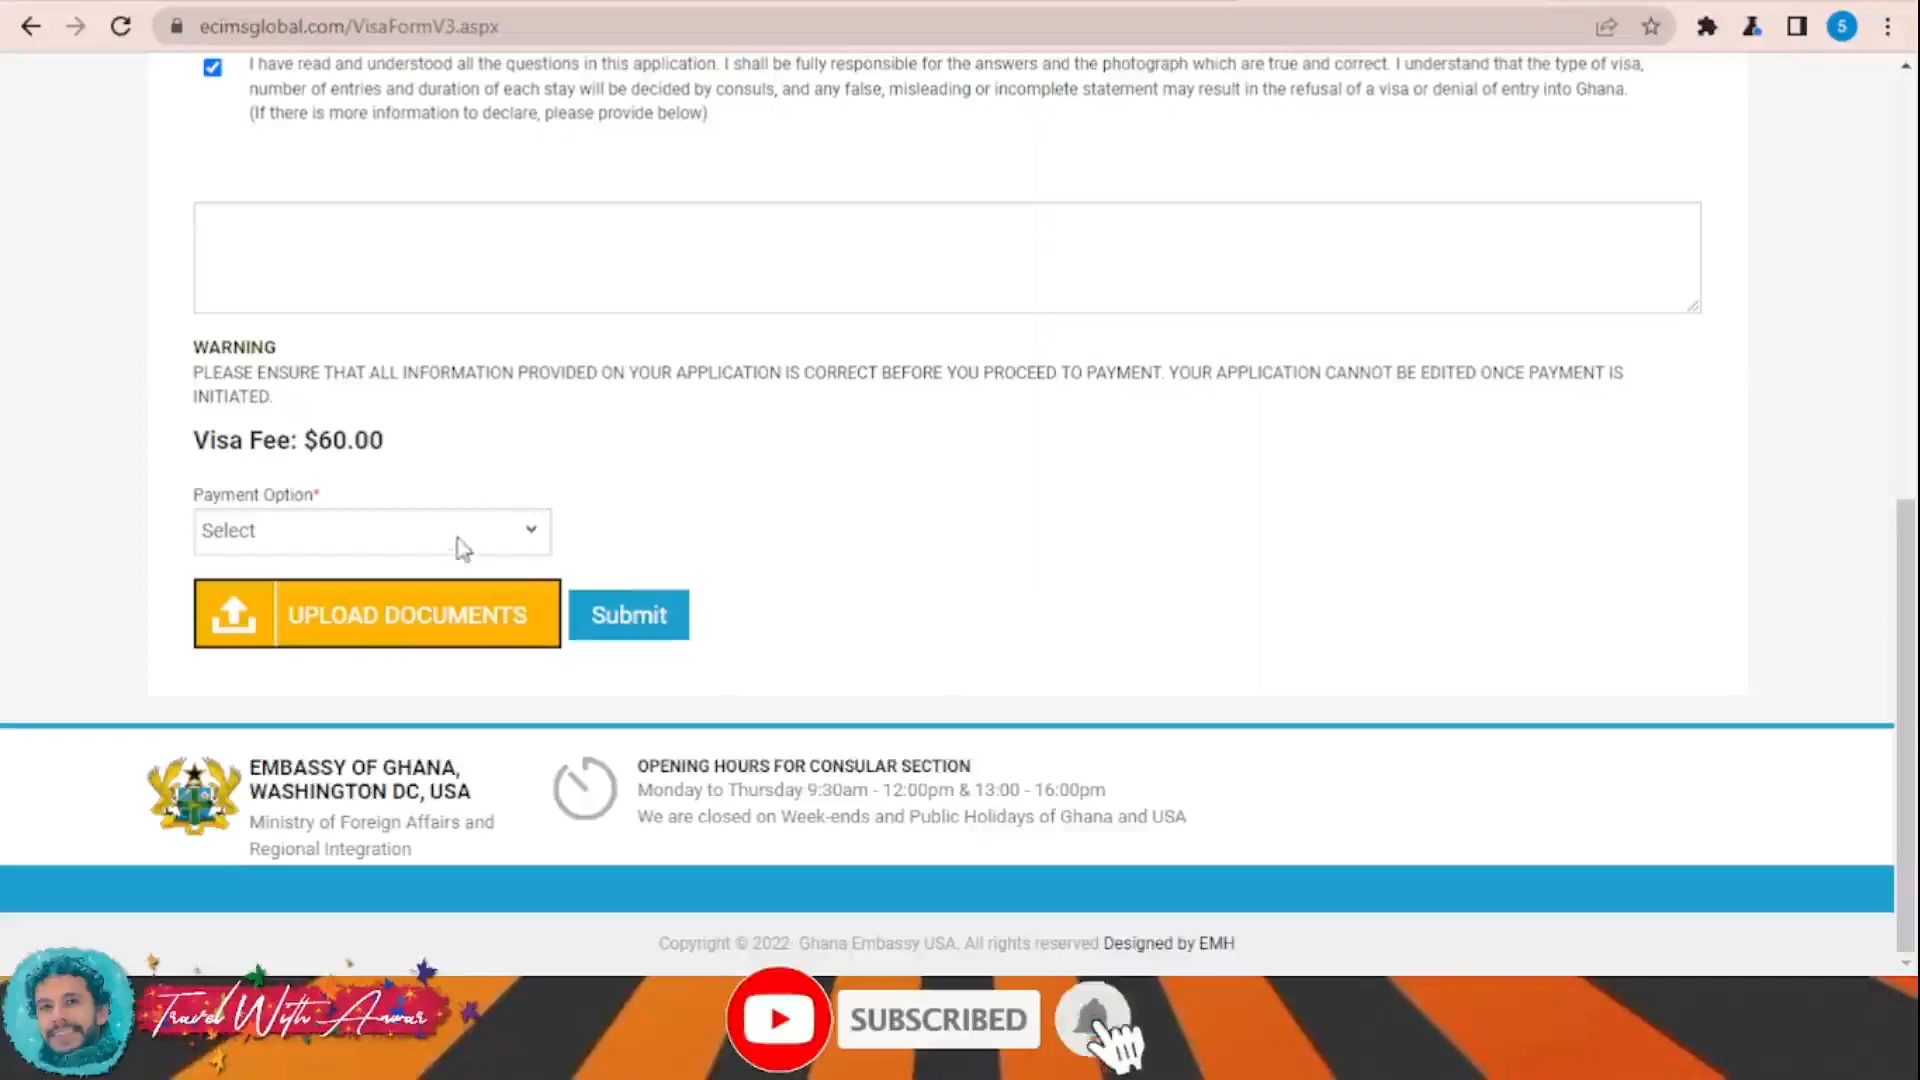 ecimsglobal.com/VisaFormV3.aspx
5
I have read and understood all the questions in this application. I shall be fully responsible for the answers and the photograph which are true and correct. I understand that the type of visa,
number of entries and duration of each stay will be decided by consuls, and any false, misleading or incomplete statement may result in the refusal of a visa or denial of entry into Ghana.
(If there is more information to declare, please provide below)
WARNING
PLEASE ENSURE THAT ALL INFORMATION PROVIDED ON YOUR APPLICATION IS CORRECT BEFORE YOU PROCEED TO PAYMENT. YOUR APPLICATION CANNOT BE EDITED ONCE PAYMENT IS
INITIATED.
Visa Fee: $60.00
Payment Option*
Select
UPLOAD DOCUMENTS
Submit
EMBASSY OF GHANA,
WASHINGTON DC, USA
Ministry of Foreign Affairs and
Regional Integration
OPENING HOURS FOR CONSULAR SECTION
Monday to Thursday 9:30am - 12:00pm & 13:00 - 16:00pm
We are closed on Week-ends and Public Holidays of Ghana and USA
Copyright © 2022 Ghana Embassy USA. All rights reserved Designed by EMH
Travel With Anwar
SUBSCRIBED